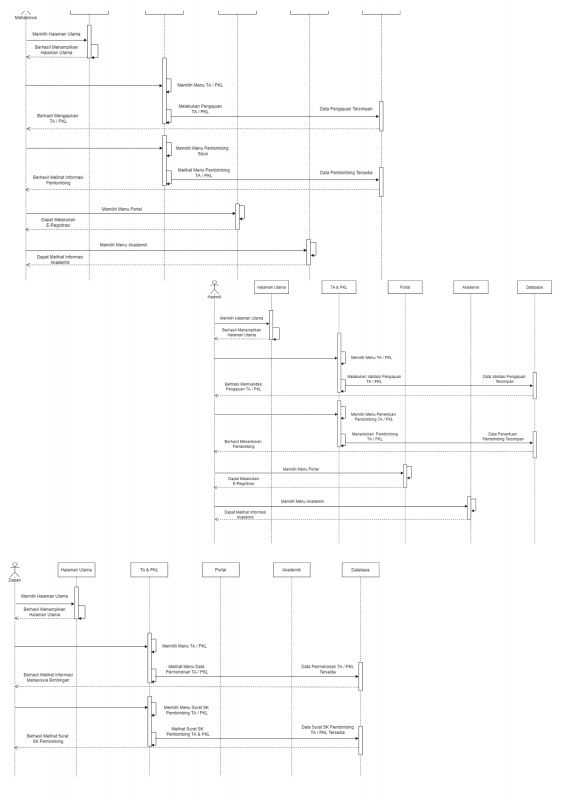 Mahasiswa
Memilih Halaman Utama
Berhasil Menampilkan
Halaman Utama
Memilih Menu TA / PKL
Melakukan Pengajuan
TA / PKL
Data Pengajuan Tersimpan
Berhasil Mengajukan
TA / PKL
Memilih Menu Pembimbing
Siswa
Melihat Menu Pembimbing
TA / PKL
Data Pembimbing Tersedia
Berhasil Melihat Informasi
Pembimbing
Memilih Menu Portal
Dapat Melakukan
E-Registrasi
Memilih Menu Akademik
Dapat Melihat Informasi
Akademik
Halaman Utama
TA & PKL
Portal
Akademik
Database
Memilih Halaman Utama
Berhasil Menampilkan
Halaman Utama
Memilih Menu TA / PKL
Melakukan Validasi Pengajuan
TA / PKL
Data Validasi Pengajuan
Tersimpan
Berhasil Memvalidasi
Pengajuan TA / PKL
Memilih Menu Penentuan
Pembimbing TA / PKL
Menentukan Pembimbing
TA / PKL
Data Penentuan
Pembimbing Tersimpan
Berhasil Menentukan
Pembimbing
Memilih Menu Portal
Dapat Melakukan
E-Registrasi
Memilih Menu Akademik
Dapat Melihat Informasi
Akademik
Dosen
Halaman Utama
TA & PKL
Portal
Akademik
Database
Memilih Halaman Utama
Berhasil Menampilkan
Halaman Utama
Memilih Menu TA / PKL
Melihat Menu Data
Permohonan TA / PKL
Data Permohonan TA / PKL
Tersedia
Berhasil Melihat Informasi
Mahasiswa Bimbingan
Memilih Menu Surat SK
Pembimbing TA / PKL
Melihat Surat SK
Pembimbing TA & PKL
Data Surat SK Pembimbing
TA / PKL Tersedia
Berhasil Melihat Surat
SK Pembimbing